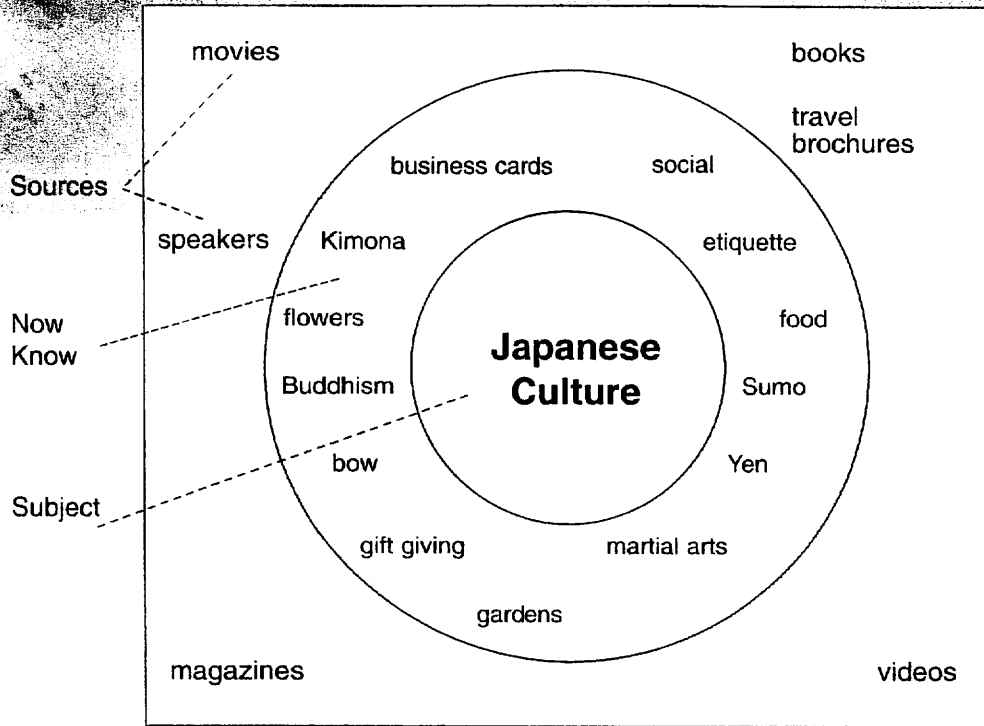 movies
books
travel
brochures
business cards
social
Sources
speakers
Kimona
etiquette
Now
Know
flowers
food
Japanese
Culture
Buddhism
Sumo
bow
Yen
Subject
gift giving
martial arts
gardens
magazines
videos